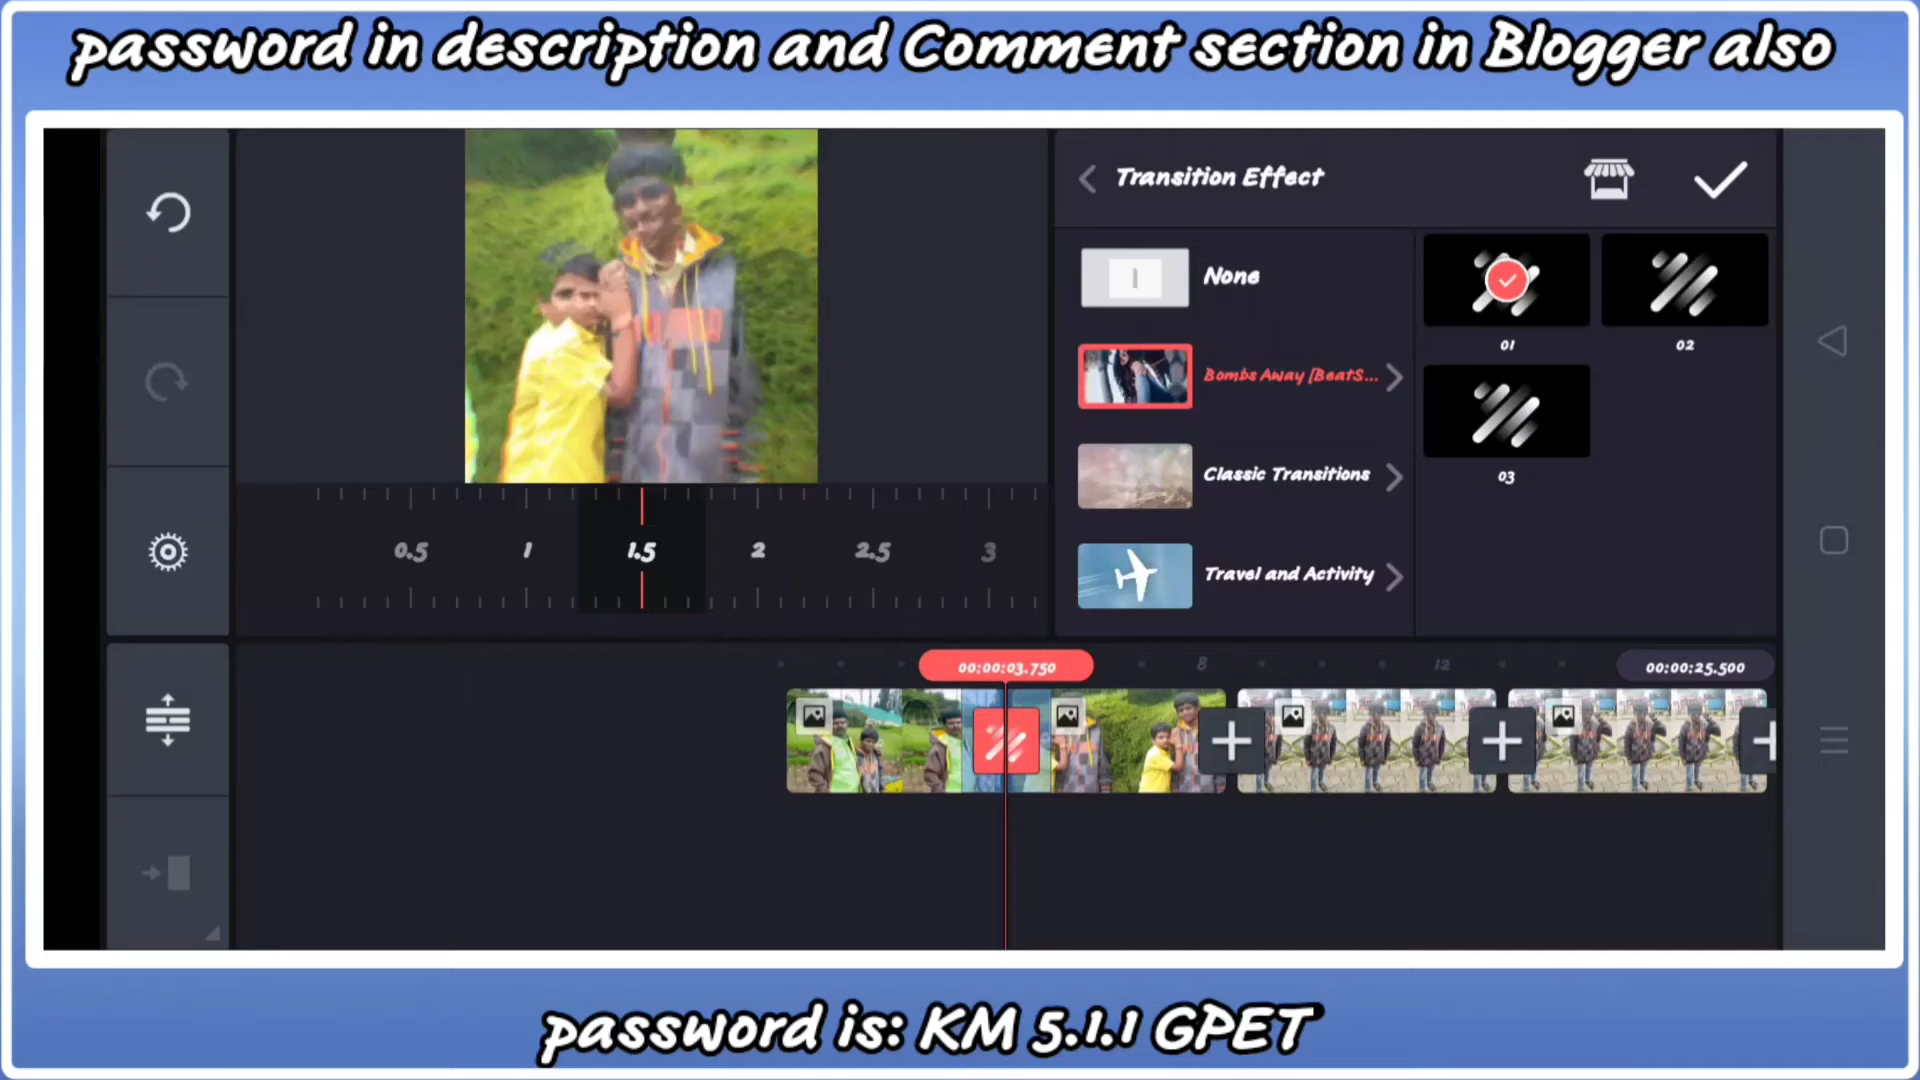 password in description and Comment section in Blogger also
Transition Effect
None
Bombs Away [BeatS...
01
02
Classic Transitions
03
Travel and Activity
0.5
1
1.5
2
2.5
3
00:00:03.750
8
12
00:00:25.500
password is: KM 5.1.1 GPET